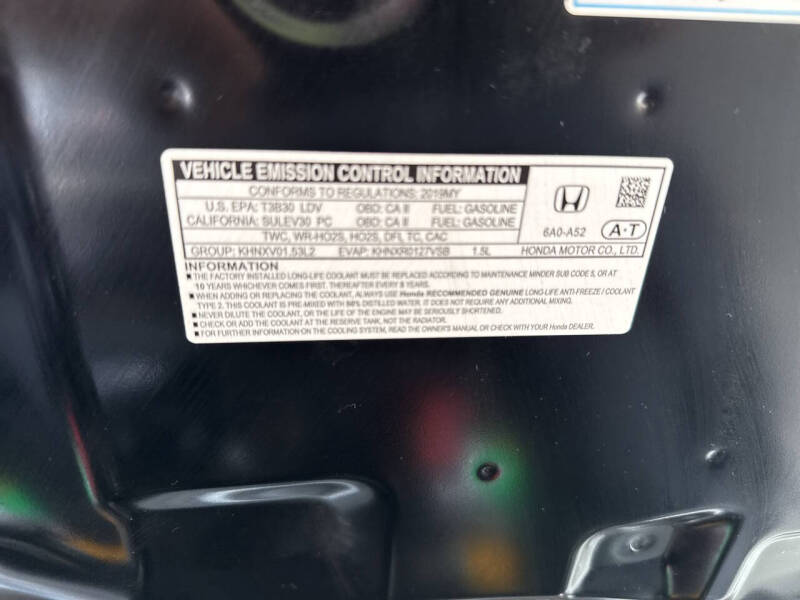 VEHICLE EMISSION CONTROL INFORMATION
CONFORMS TO REGULATIONS: 2019MY
U.S. EPA: T3B30 LDV OBD: CA II FUEL: GASOLINE
CALIFORNIA: SULEV30 PC OBD: CA II FUEL: GASOLINE
TWC, WR-HO2S, HO2S, DFI, TC, CAC
GROUP: KHNXV01.53L2 EVAP: KHNXR0127VSB 1.5L
6A0-A52 A·T
HONDA MOTOR CO., LTD.
INFORMATION
■ THE FACTORY INSTALLED LONG-LIFE COOLANT MUST BE REPLACED ACCORDING TO MAINTENANCE MINDER SUB CODE 5, OR AT
10 YEARS WHICHEVER COMES FIRST. THEREAFTER EVERY 5 YEARS.
■ WHEN ADDING OR REPLACING THE COOLANT, ALWAYS USE Honda RECOMMENDED GENUINE LONG-LIFE ANTI-FREEZE / COOLANT
TYPE 2. THIS COOLANT IS PRE-MIXED WITH 50% DISTILLED WATER. IT DOES NOT REQUIRE ANY ADDITIONAL MIXING.
■ NEVER DILUTE THE COOLANT, OR THE LIFE OF THE ENGINE MAY BE SERIOUSLY SHORTENED.
■ CHECK OR ADD THE COOLANT AT THE RESERVE TANK, NOT THE RADIATOR.
■ FOR FURTHER INFORMATION ON THE COOLING SYSTEM, READ THE OWNER'S MANUAL OR CHECK WITH YOUR Honda DEALER.